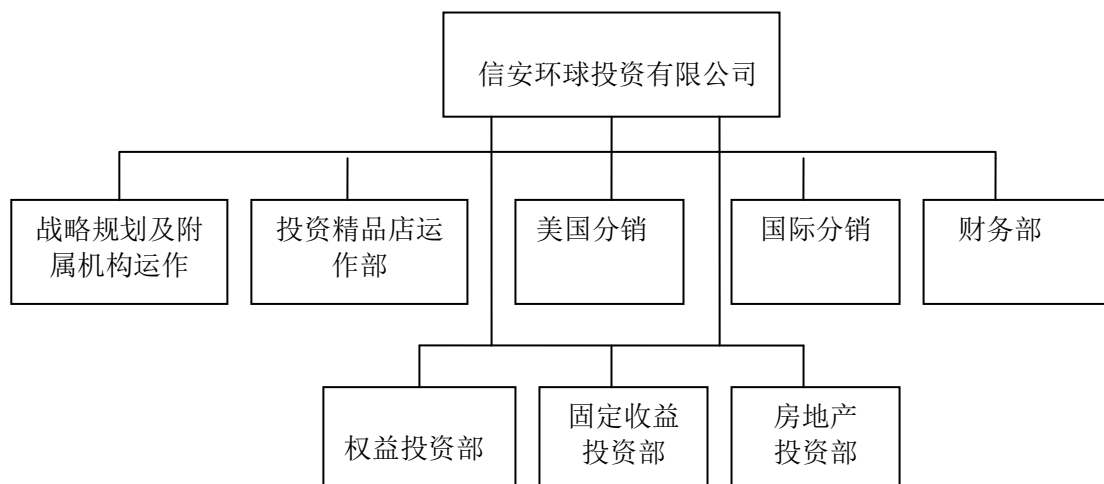 信安环球投资有限公司
战略规划及附
属机构运作
投资精品店运
作部
美国分销
国际分销
财务部
权益投资部
固定收益
投资部
房地产
投资部